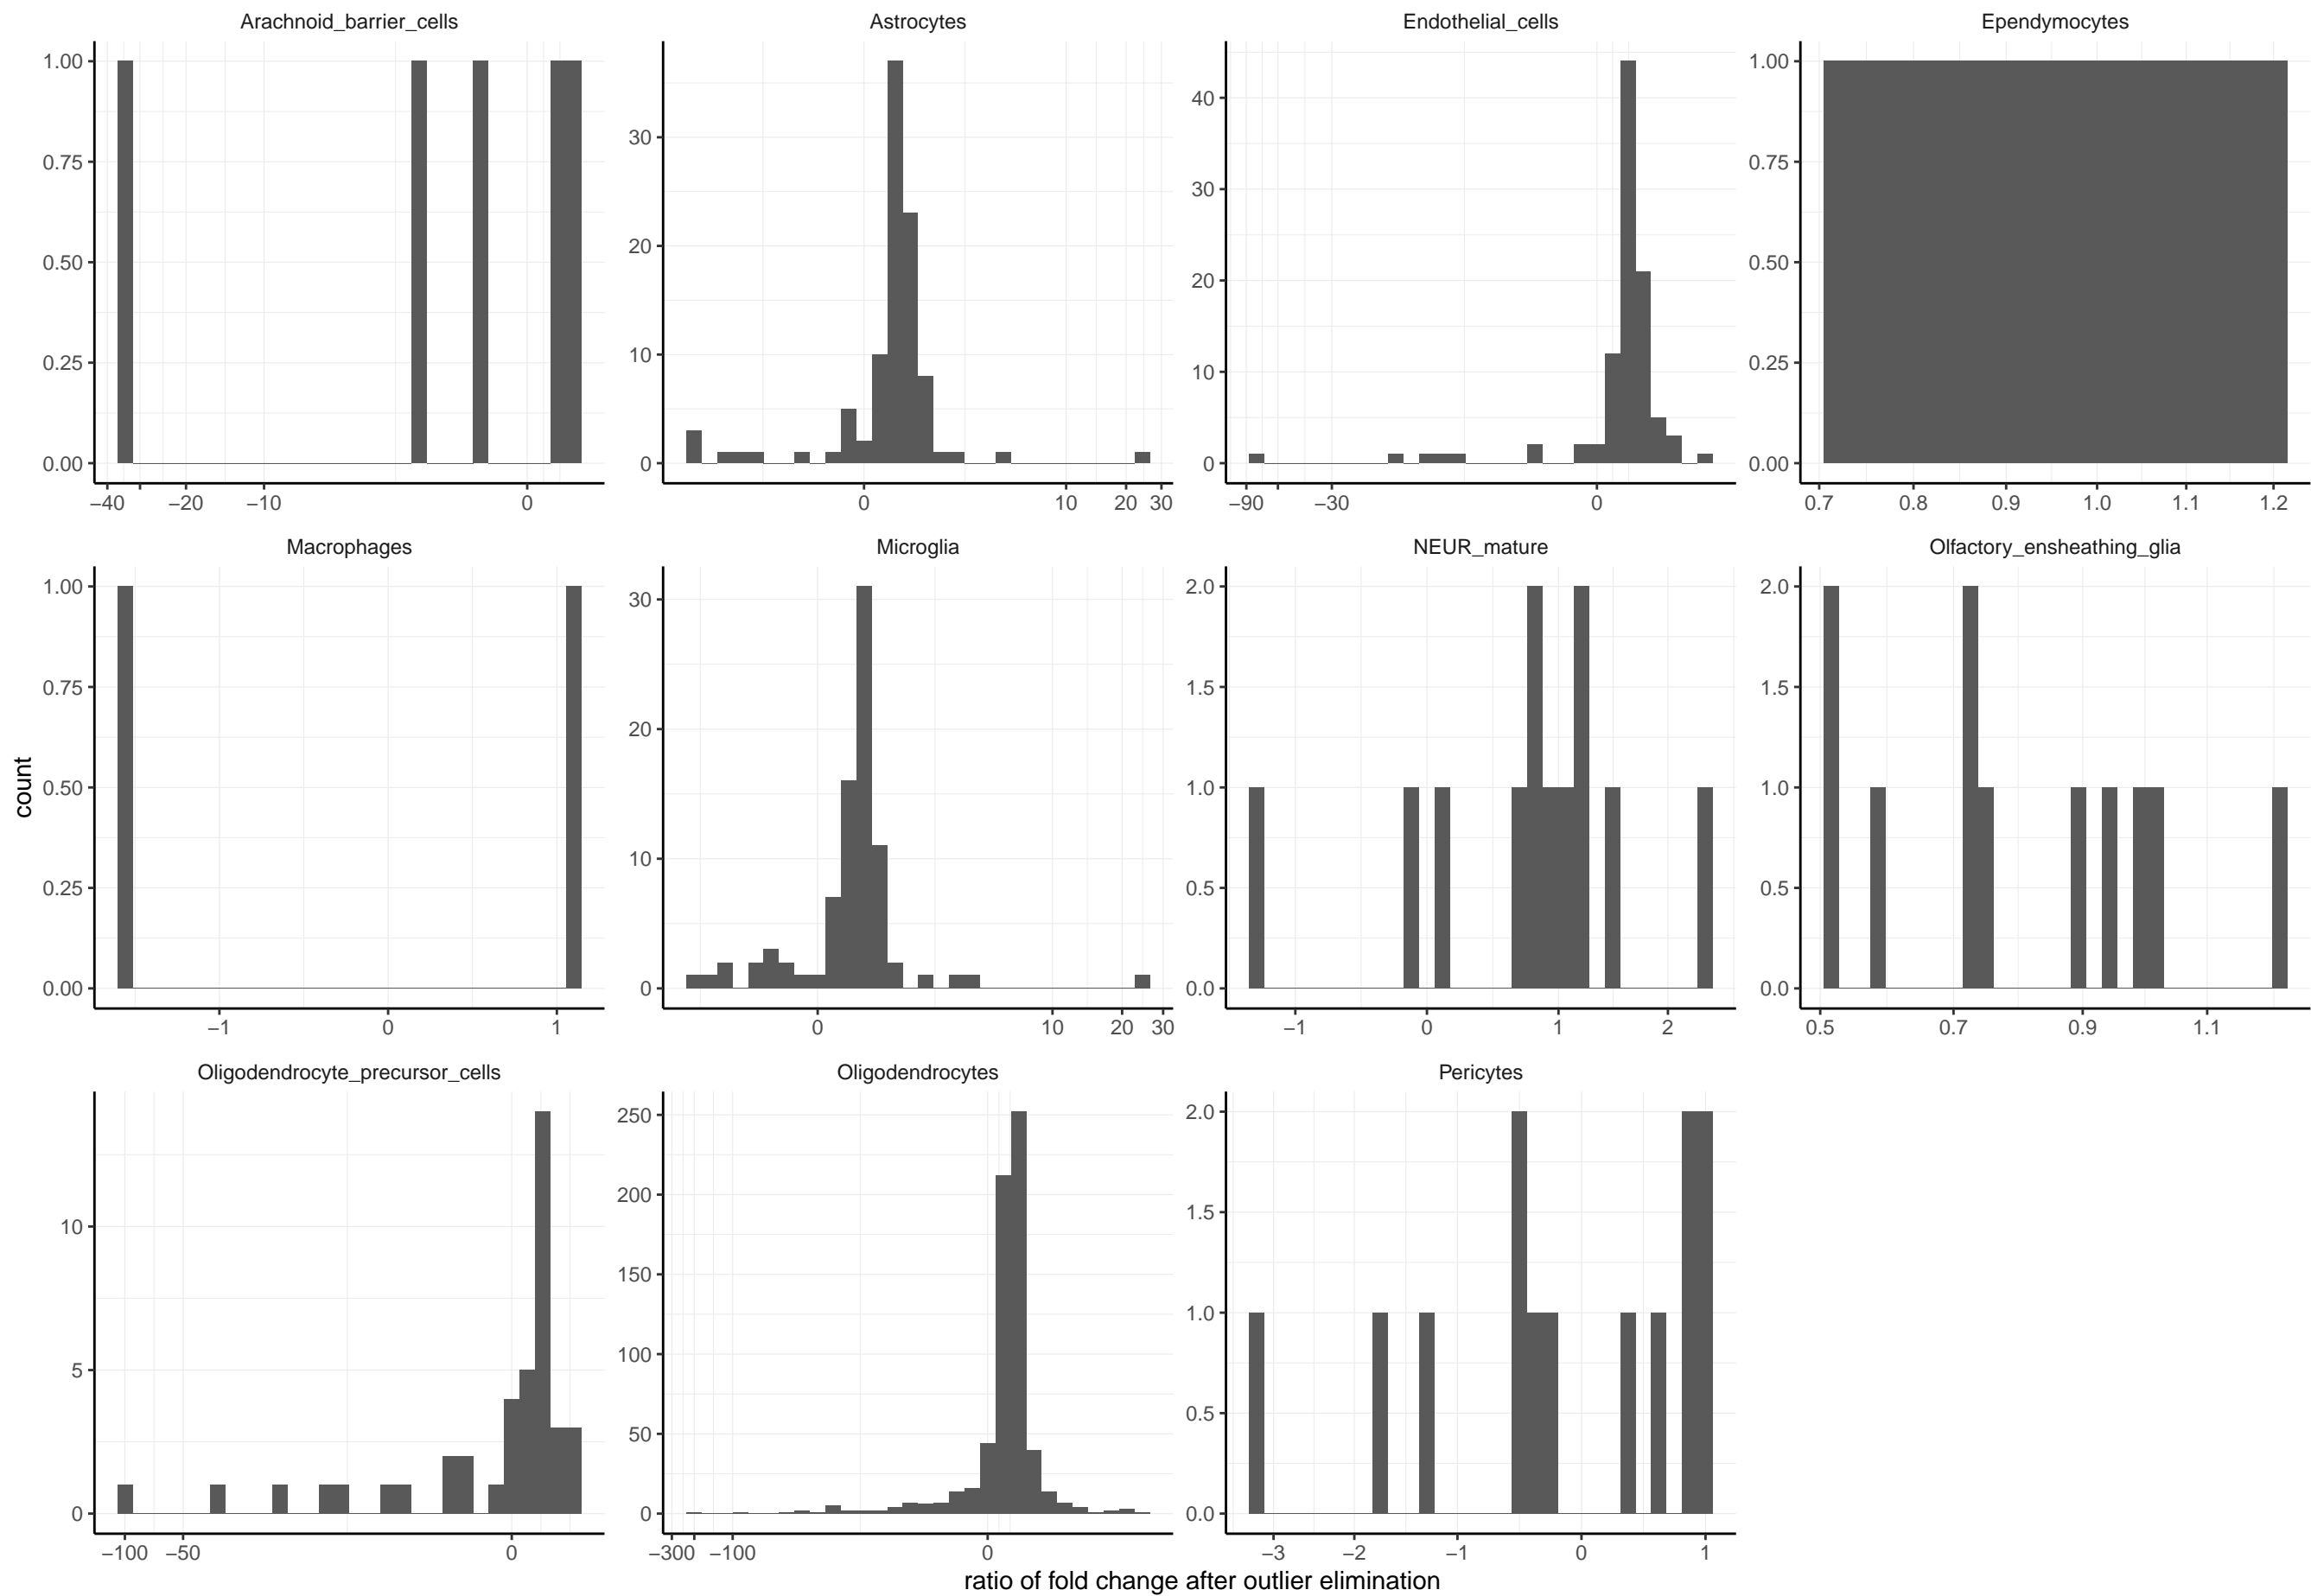 Arachnoid_barrier_cells
Astrocytes
Endothelial_cells
Ependymocytes
1.00
0.75
0.50
0.25
0.00
−40 −20 −10 0
30
20
10
0
0 10 20 30
40
30
20
10
0
−90 −30 0
1.00
0.75
0.50
0.25
0.00
0.7 0.8 0.9 1.0 1.1 1.2
Macrophages
Microglia
NEUR_mature
Olfactory_ensheathing_glia
count
1.00
0.75
0.50
0.25
0.00
−1 0 1
30
20
10
0
0 10 20 30
2.0
1.5
1.0
0.5
0.0
−1 0 1 2
2.0
1.5
1.0
0.5
0.0
0.5 0.7 0.9 1.1
Oligodendrocyte_precursor_cells
Oligodendrocytes
Pericytes
10
5
0
−100 −50 0
250
200
150
100
50
0
−300 −100 0
2.0
1.5
1.0
0.5
0.0
−3 −2 −1 0 1
ratio of fold change after outlier elimination